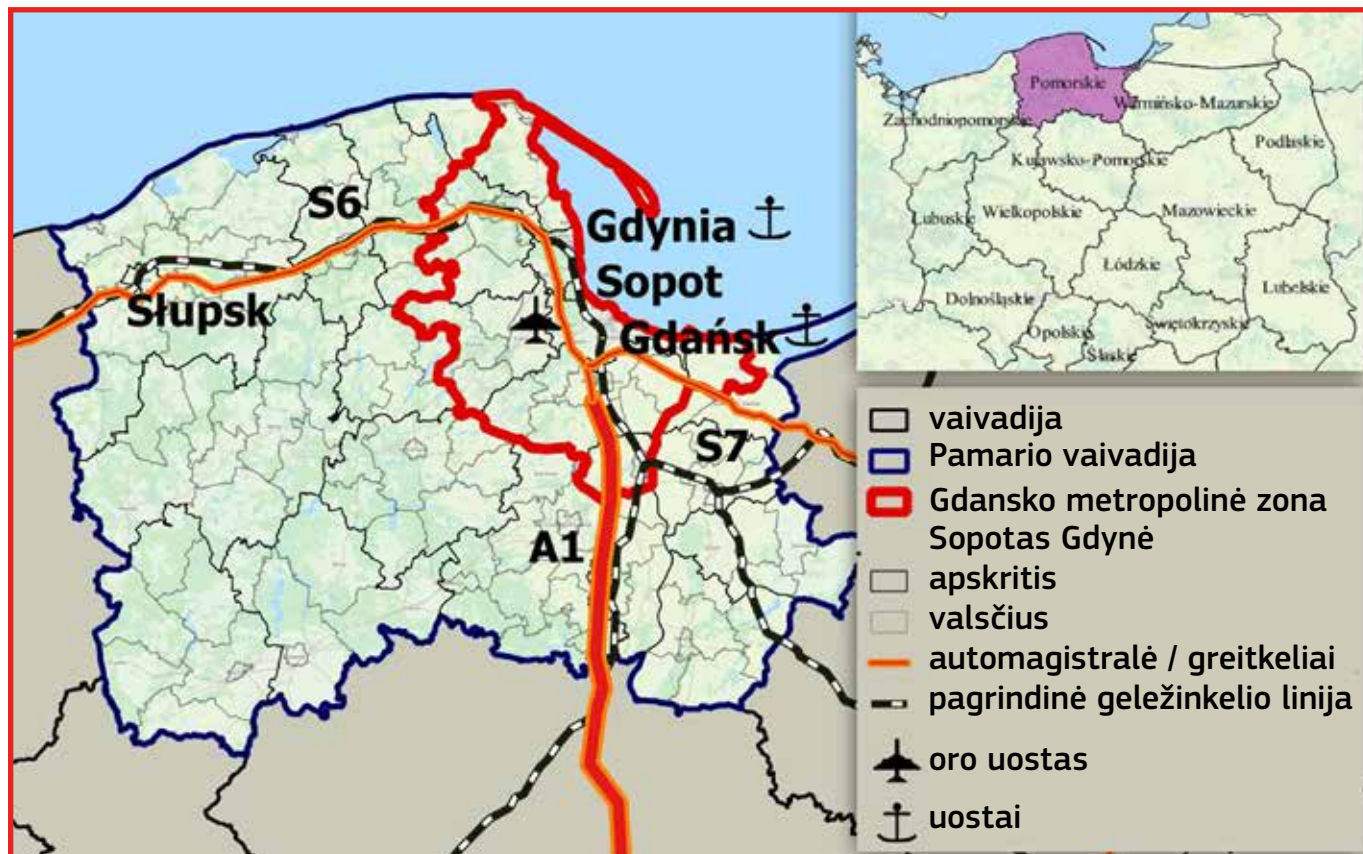 S6
Gdynia
Sopot
Słupsk
Gdańsk
S7
A1
Pomorskie
Warmińsko-Mazurskie
Zachodniopomorskie
Podlaskie
Kujawsko-Pomorskie
Lubuskie
Wielkopolskie
Mazowieckie
Łódzkie
Lubelskie
Dolnośląskie
Opolskie
Świętokrzyskie
Śląskie
vaivadija
Pamario vaivadija
Gdansko metropolinė zona
Sopotas Gdynė
apskritis
valsčius
automagistralė / greitkeliai
pagrindinė geležinkelio linija
oro uostas
uostai